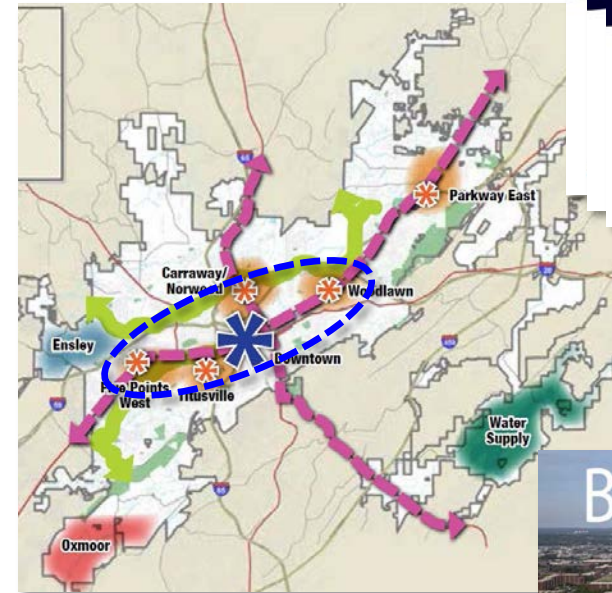 Parkway East
Carraway/
Norwood
Woodlawn
Ensley
Downtown
Five Points
West
Titusville
Water
Supply
Oxmoor
B